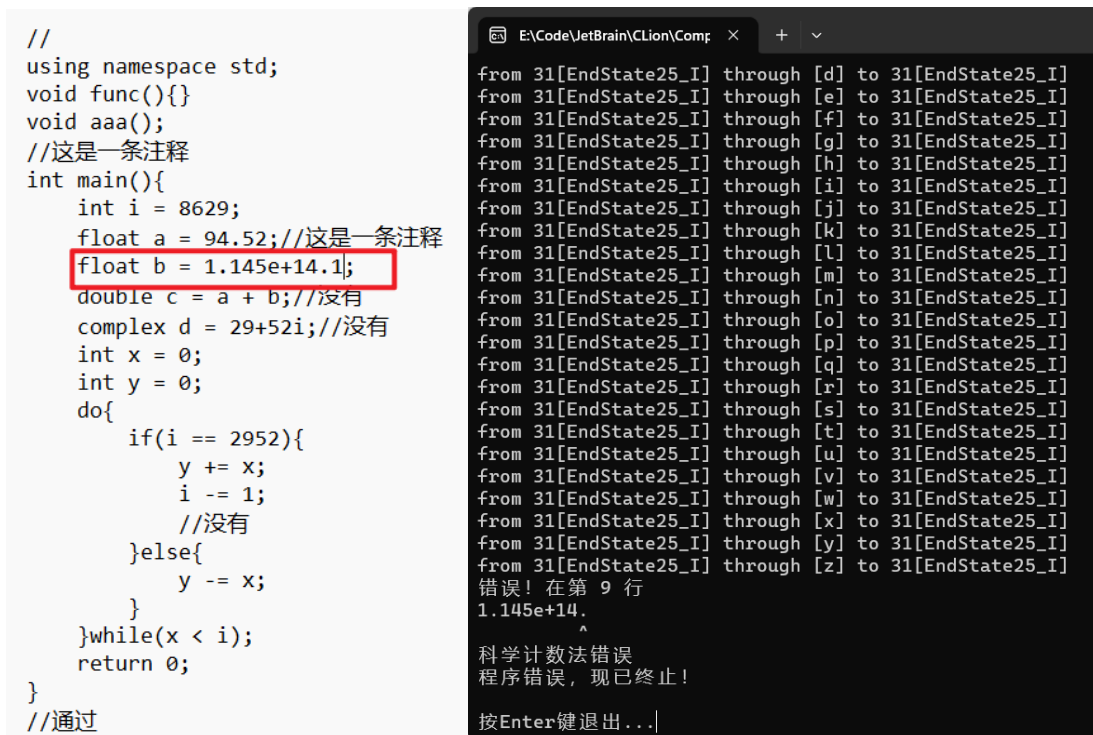 //
using namespace std;
void func(){}
void aaa();
//这是一条注释
int main(){
    int i = 8629;
    float a = 94.52;//这是一条注释
    float b = 1.145e+14.1;
    double c = a + b;//没有
    complex d = 29+52i;//没有
    int x = 0;
    int y = 0;
    do{
        if(i == 2952){
            y += x;
            i -= 1;
            //没有
        }else{
            y -= x;
        }
    }while(x < i);
    return 0;
}
//通过
E:\Code\JetBrain\CLion\Comp
from 31[EndState25_I] through [d] to 31[EndState25_I]
from 31[EndState25_I] through [e] to 31[EndState25_I]
from 31[EndState25_I] through [f] to 31[EndState25_I]
from 31[EndState25_I] through [g] to 31[EndState25_I]
from 31[EndState25_I] through [h] to 31[EndState25_I]
from 31[EndState25_I] through [i] to 31[EndState25_I]
from 31[EndState25_I] through [j] to 31[EndState25_I]
from 31[EndState25_I] through [k] to 31[EndState25_I]
from 31[EndState25_I] through [l] to 31[EndState25_I]
from 31[EndState25_I] through [m] to 31[EndState25_I]
from 31[EndState25_I] through [n] to 31[EndState25_I]
from 31[EndState25_I] through [o] to 31[EndState25_I]
from 31[EndState25_I] through [p] to 31[EndState25_I]
from 31[EndState25_I] through [q] to 31[EndState25_I]
from 31[EndState25_I] through [r] to 31[EndState25_I]
from 31[EndState25_I] through [s] to 31[EndState25_I]
from 31[EndState25_I] through [t] to 31[EndState25_I]
from 31[EndState25_I] through [u] to 31[EndState25_I]
from 31[EndState25_I] through [v] to 31[EndState25_I]
from 31[EndState25_I] through [w] to 31[EndState25_I]
from 31[EndState25_I] through [x] to 31[EndState25_I]
from 31[EndState25_I] through [y] to 31[EndState25_I]
from 31[EndState25_I] through [z] to 31[EndState25_I]
错误！在第 9 行
1.145e+14.
         ^
科学计数法错误
程序错误，现已终止！
按Enter键退出...